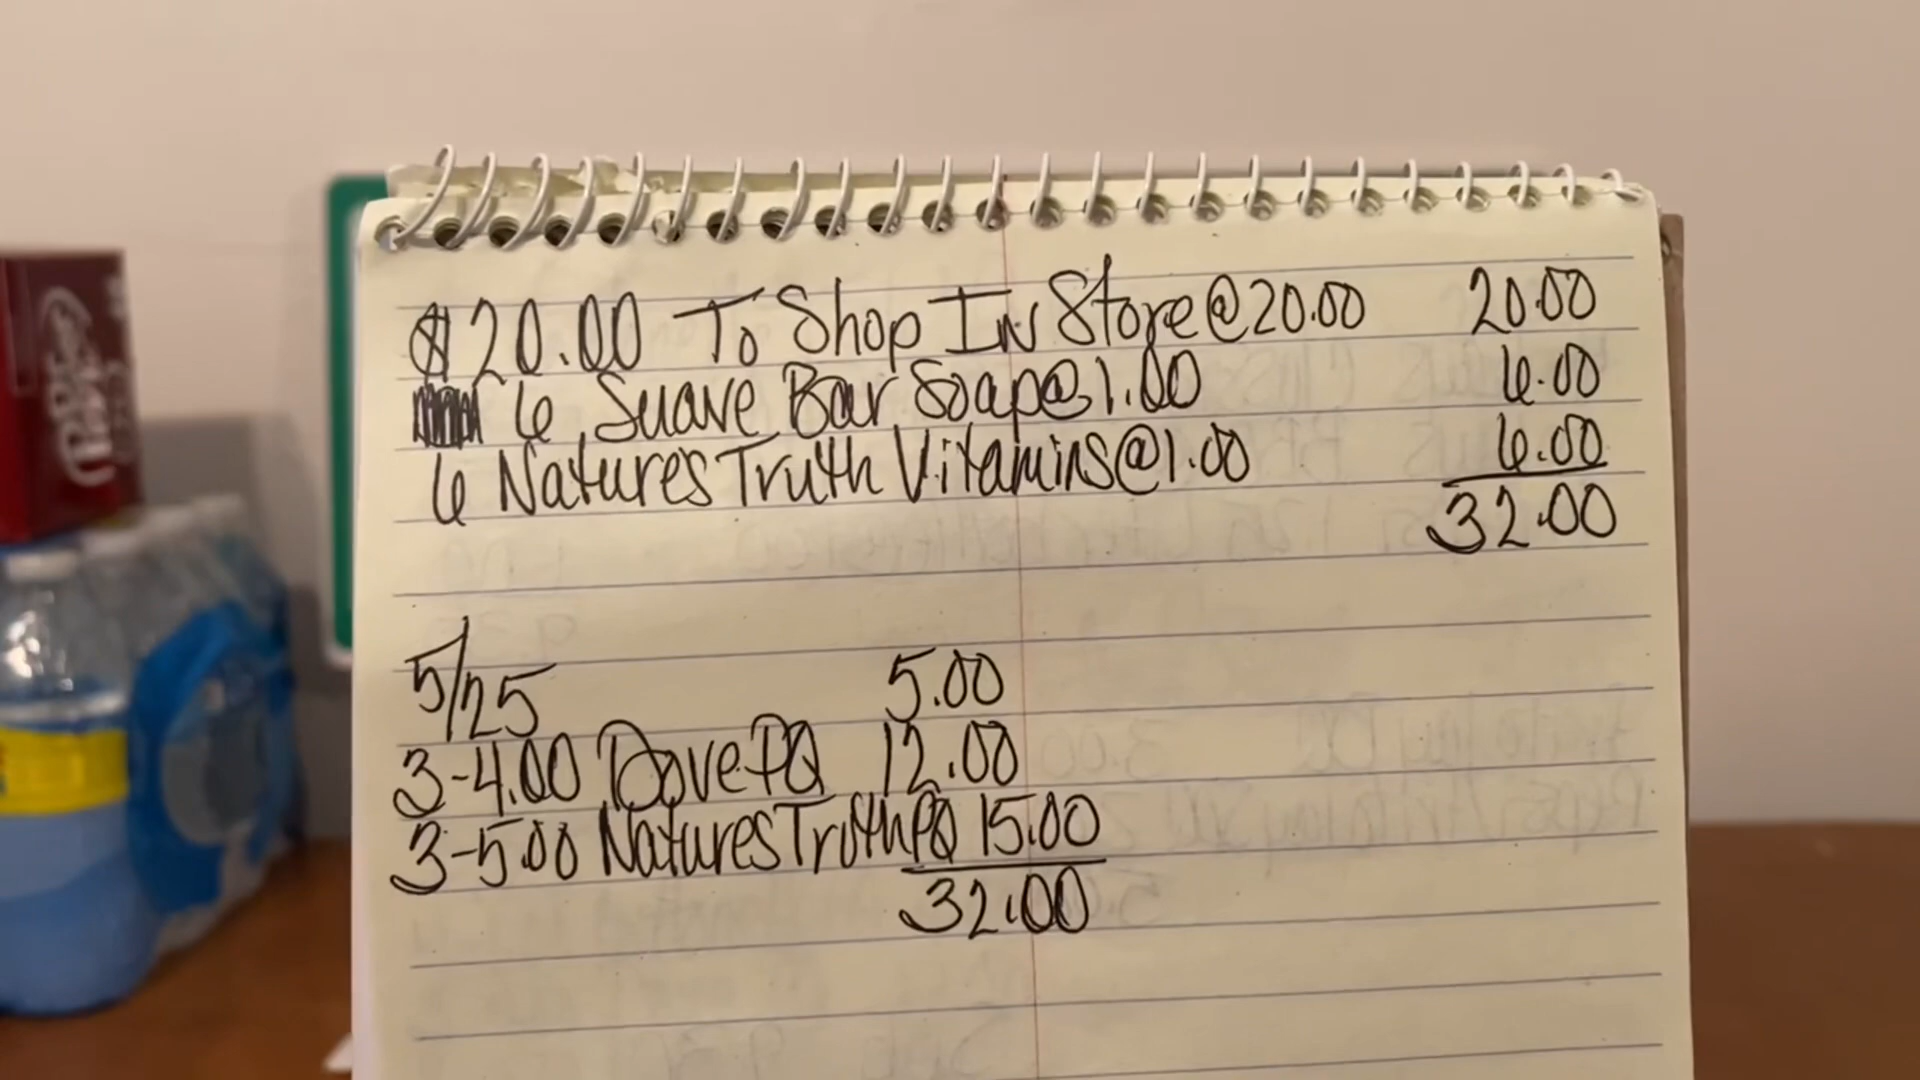 $20.00 To Shop In Store@20.00 20.00
6 Suave Bar Soap@1.00 6.00
6 Natures Truth Vitamins@1.00 6.00
32.00
5/25 5.00
3-4.00 Dove DQ 12.00
3-5.00 Natures Truth DQ 15.00
32.00